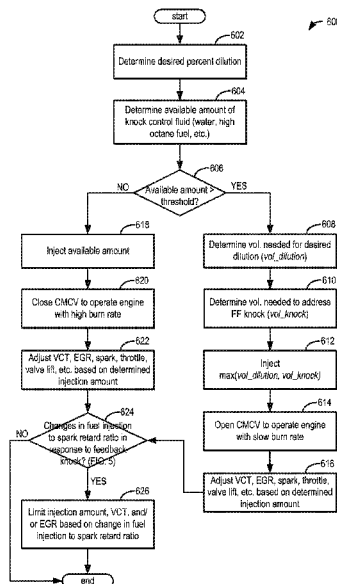 start
600
602
Determine desired percent dilution
604
Determine available amount of
knock control fluid (water, high
octane fuel, etc.)
606
Available amount >
threshold?
NO
YES
618
Inject available amount
608
Determine vol. needed for desired
dilution (vol_dilution)
620
Close CMCV to operate engine
with high burn rate
610
Determine vol. needed to address
FF knock (vol_knock)
622
Adjust VCT, EGR, spark, throttle,
valve lift, etc. based on determined
injection amount
612
Inject
max(vol_dilution, vol_knock)
614
Open CMCV to operate engine
with slow burn rate
624
NO
Changes in fuel injection
to spark retard ratio in
response to feedback
knock? (FIG. 5)
616
Adjust VCT, EGR, spark, throttle,
valve lift, etc. based on determined
injection amount
YES
626
Limit injection amount, VCT, and/
or EGR based on change in fuel
injection to spark retard ratio
end